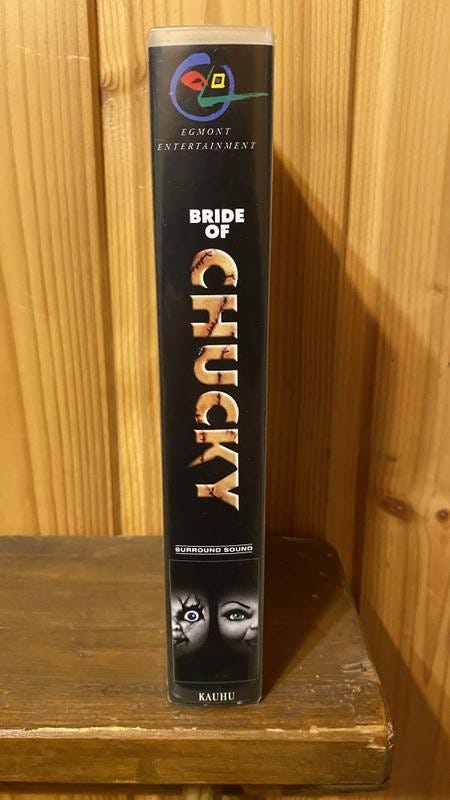 EGMONT
ENTERTAINMENT
BRIDE
OF
CHUCKY
SURROUND SOUND
KAUHU